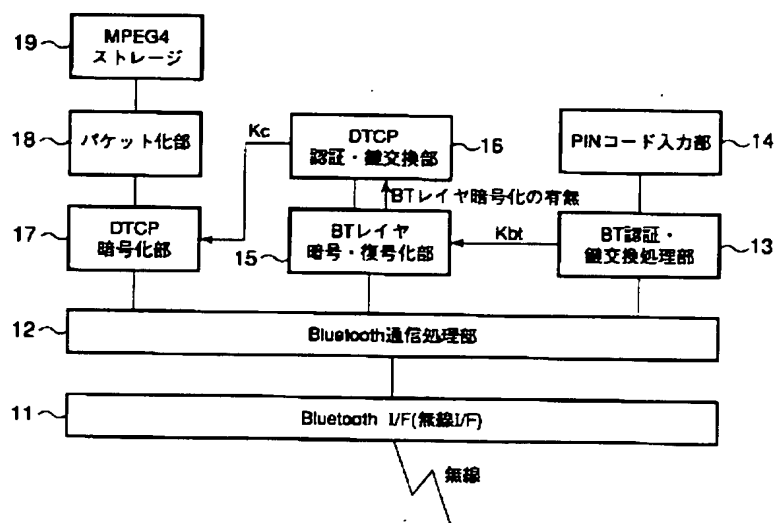 19
MPEG4
ストレージ
18
パケット化部
Kc
DTCP
認証・鍵交換部
16
PINコード入力部
14
BTレイヤ暗号化の有無
17
DTCP
暗号化部
15
BTレイヤ
暗号・復号化部
Kbt
BT認証・
鍵交換処理部
13
12
Bluetooth通信処理部
11
Bluetooth I/F(無線I/F)
無線